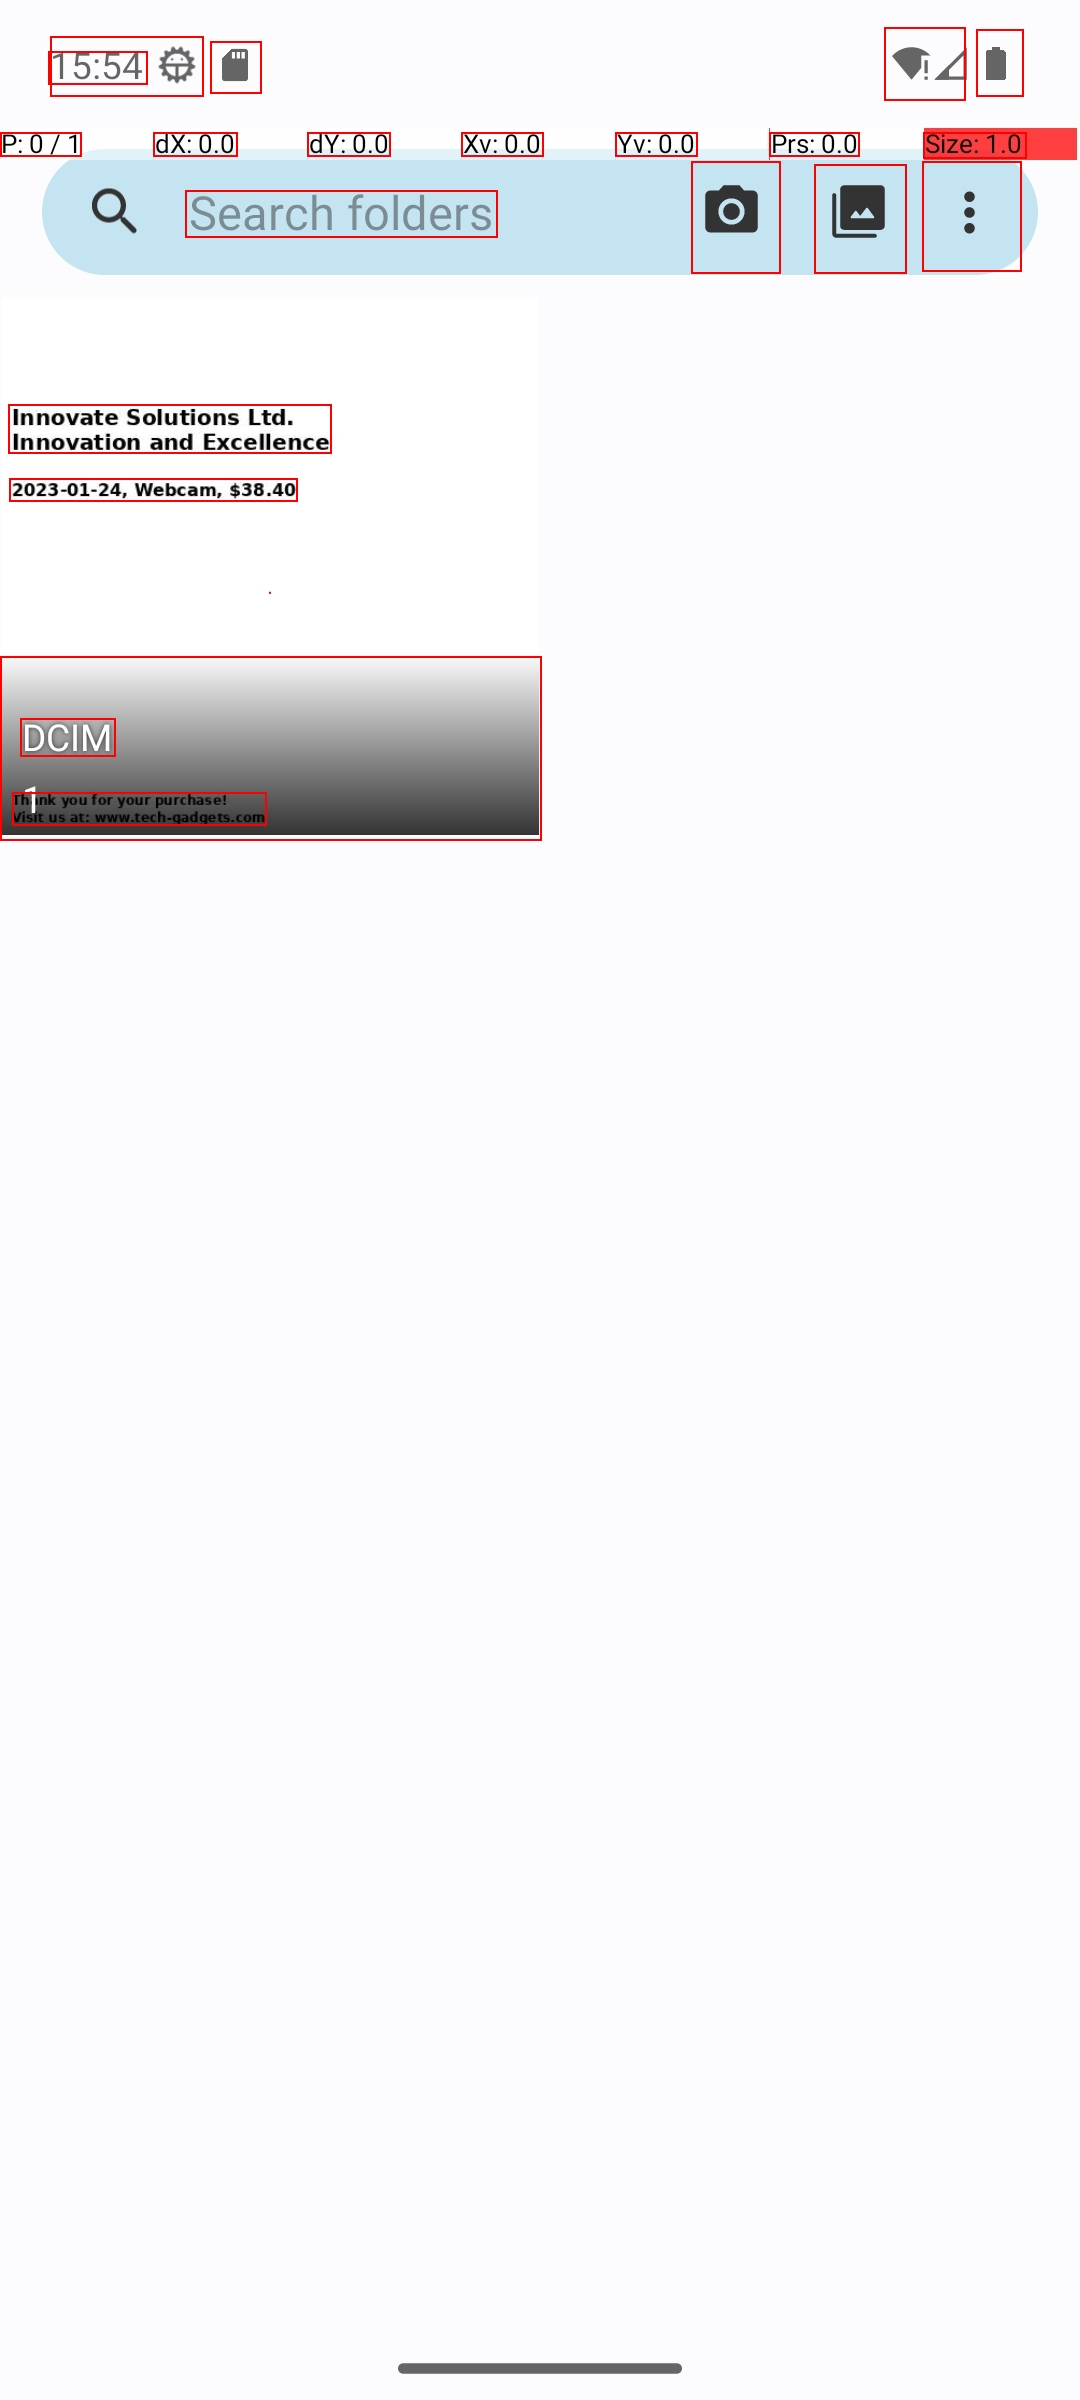 15:54
P: 0 / 1
dX: 0.0
dY: 0.0
Xv: 0.0
Yv: 0.0
Prs: 0.0
Size: 1.0
Search folders
Innovate Solutions Ltd.
Innovation and Excellence
2023-01-24, Webcam, $38.40
DCIM
1
Thank you for your purchase!
Visit us at: www.tech-gadgets.com